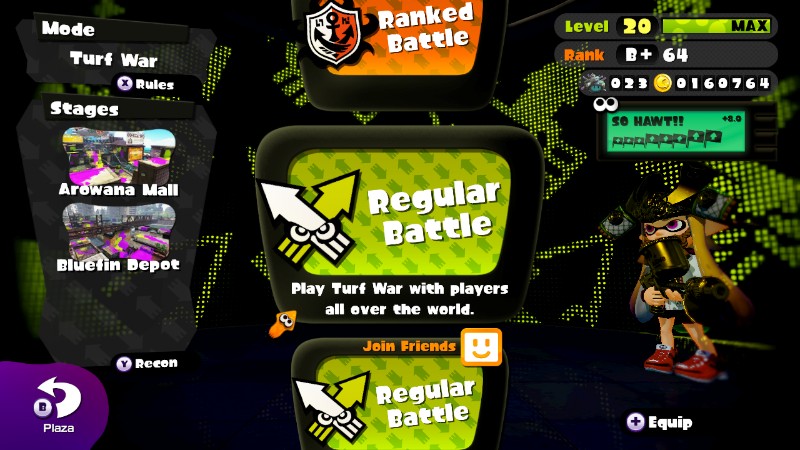 Mode
Turf War
X Rules
Stages
Arowana Mall
Bluefin Depot
Y Recon
B
Plaza
Ranked
Battle
Regular
Battle
Play Turf War with players
all over the world.
Join Friends
Regular
Battle
Level 20 MAX
Rank B+ 64
023 0160764
SO HAWT!! +8.0
+ Equip